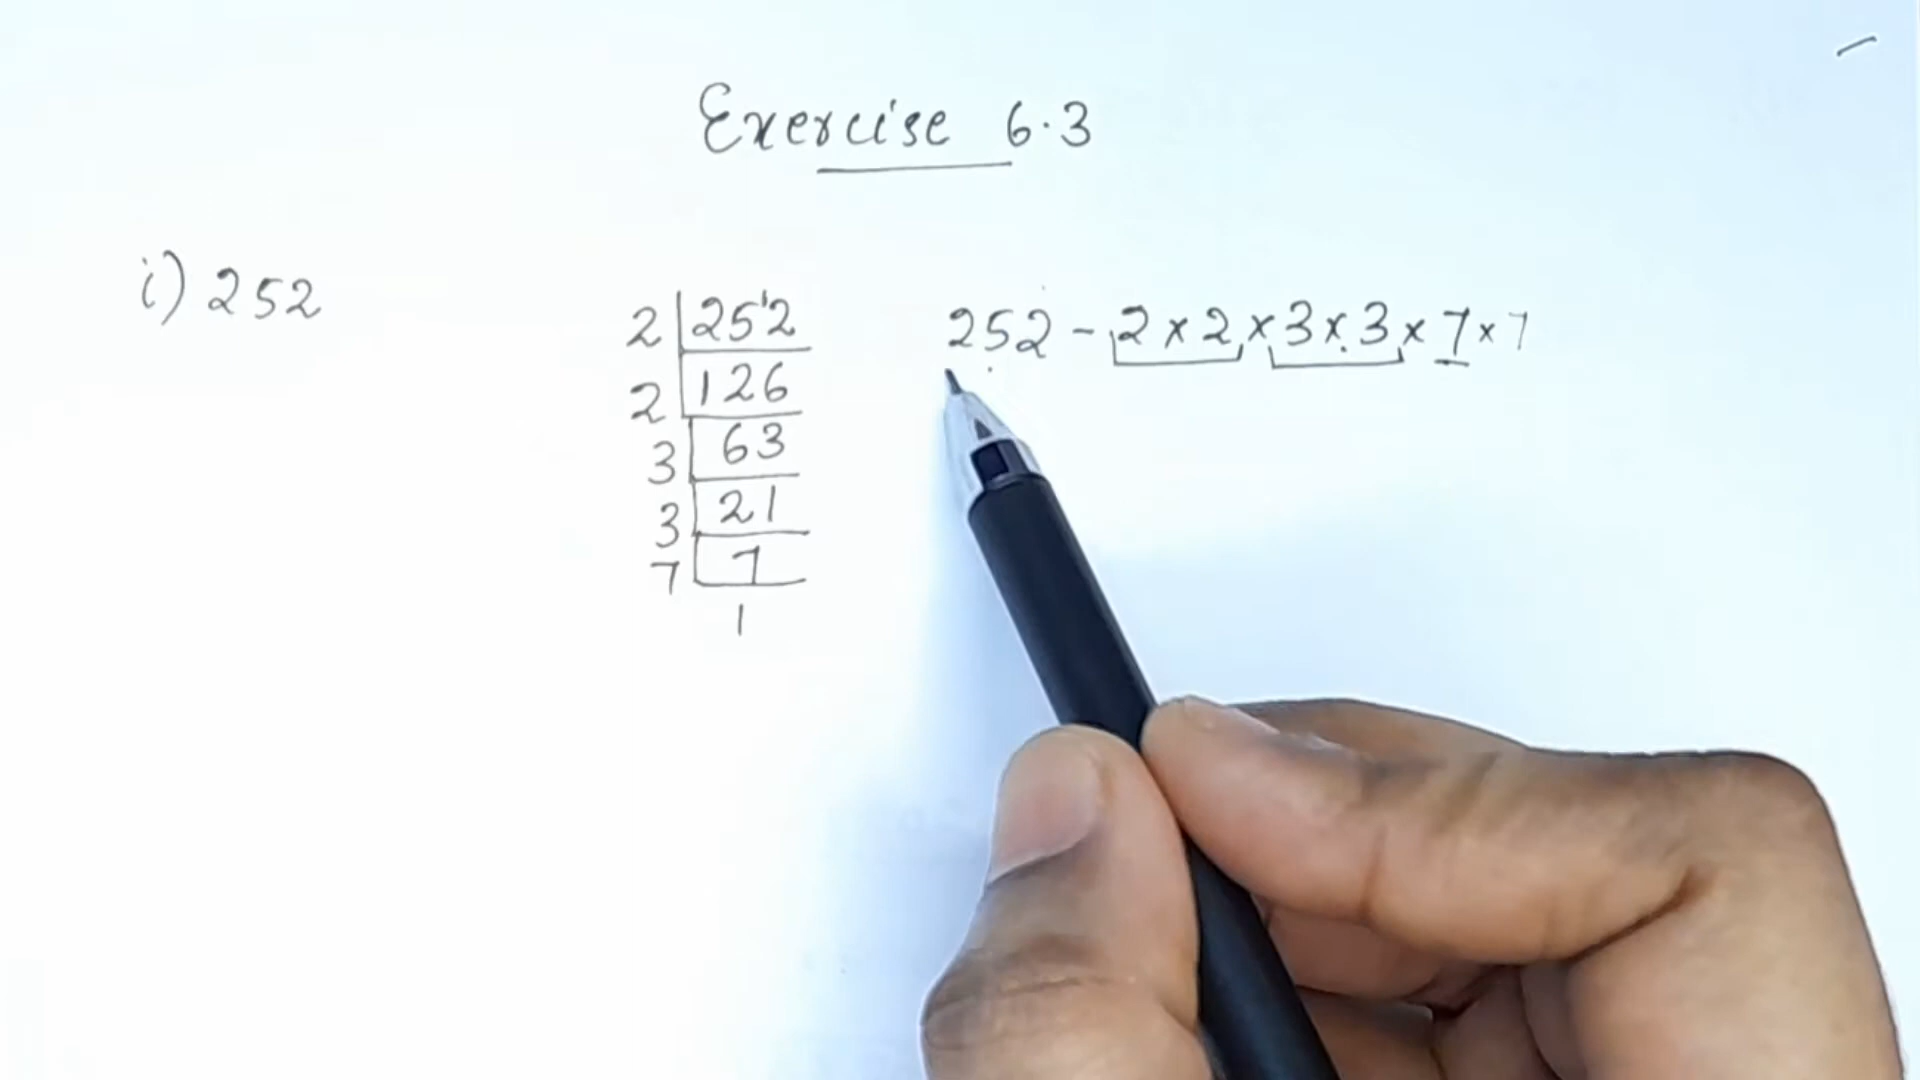 Exercise 6.3
i) 252
2 | 252
2 | 126
3 | 63
3 | 21
7 | 7
1
252 - 2 × 2 × 3 × 3 × 7 × 7